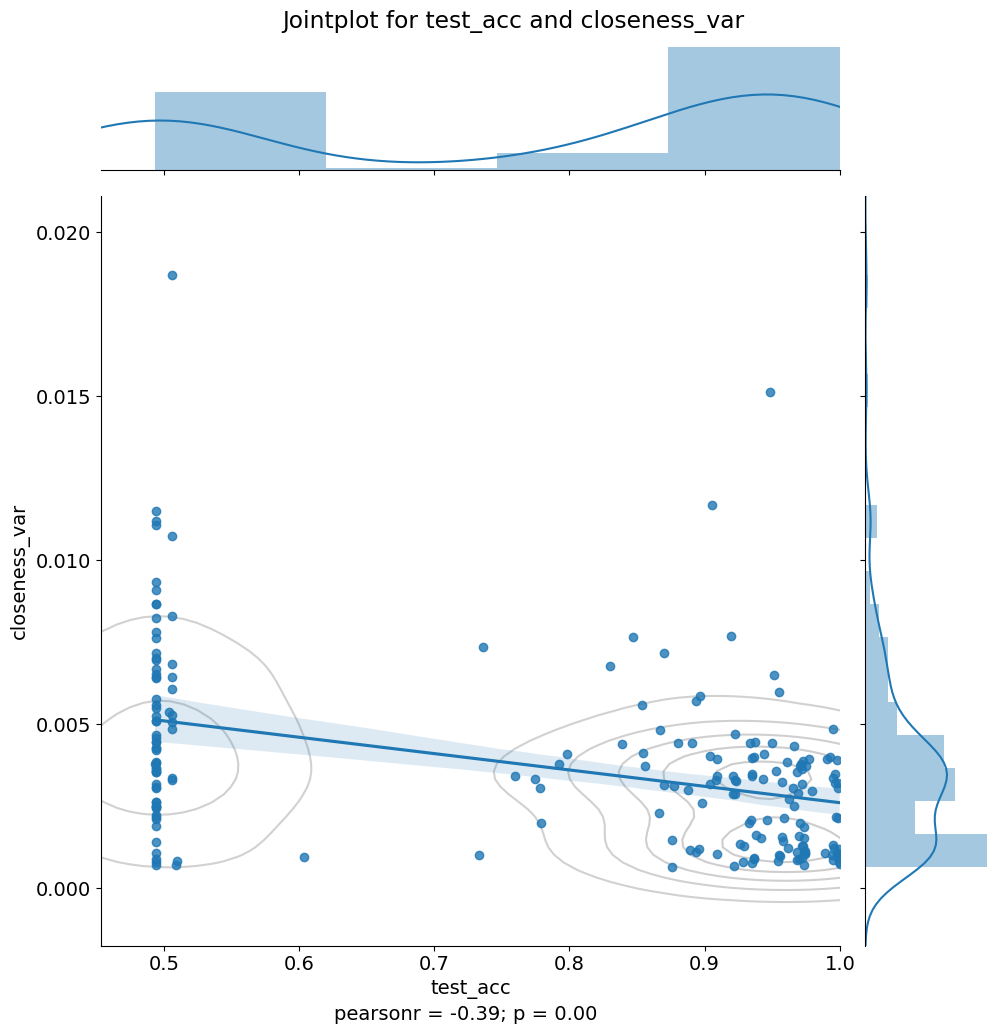 Jointplot for test_acc and closeness_var
0.020
0.015
0.010
0.005
0.000
closeness_var
0.5 0.6 0.7 0.8 0.9 1.0
test_acc
pearsonr = -0.39; p = 0.00